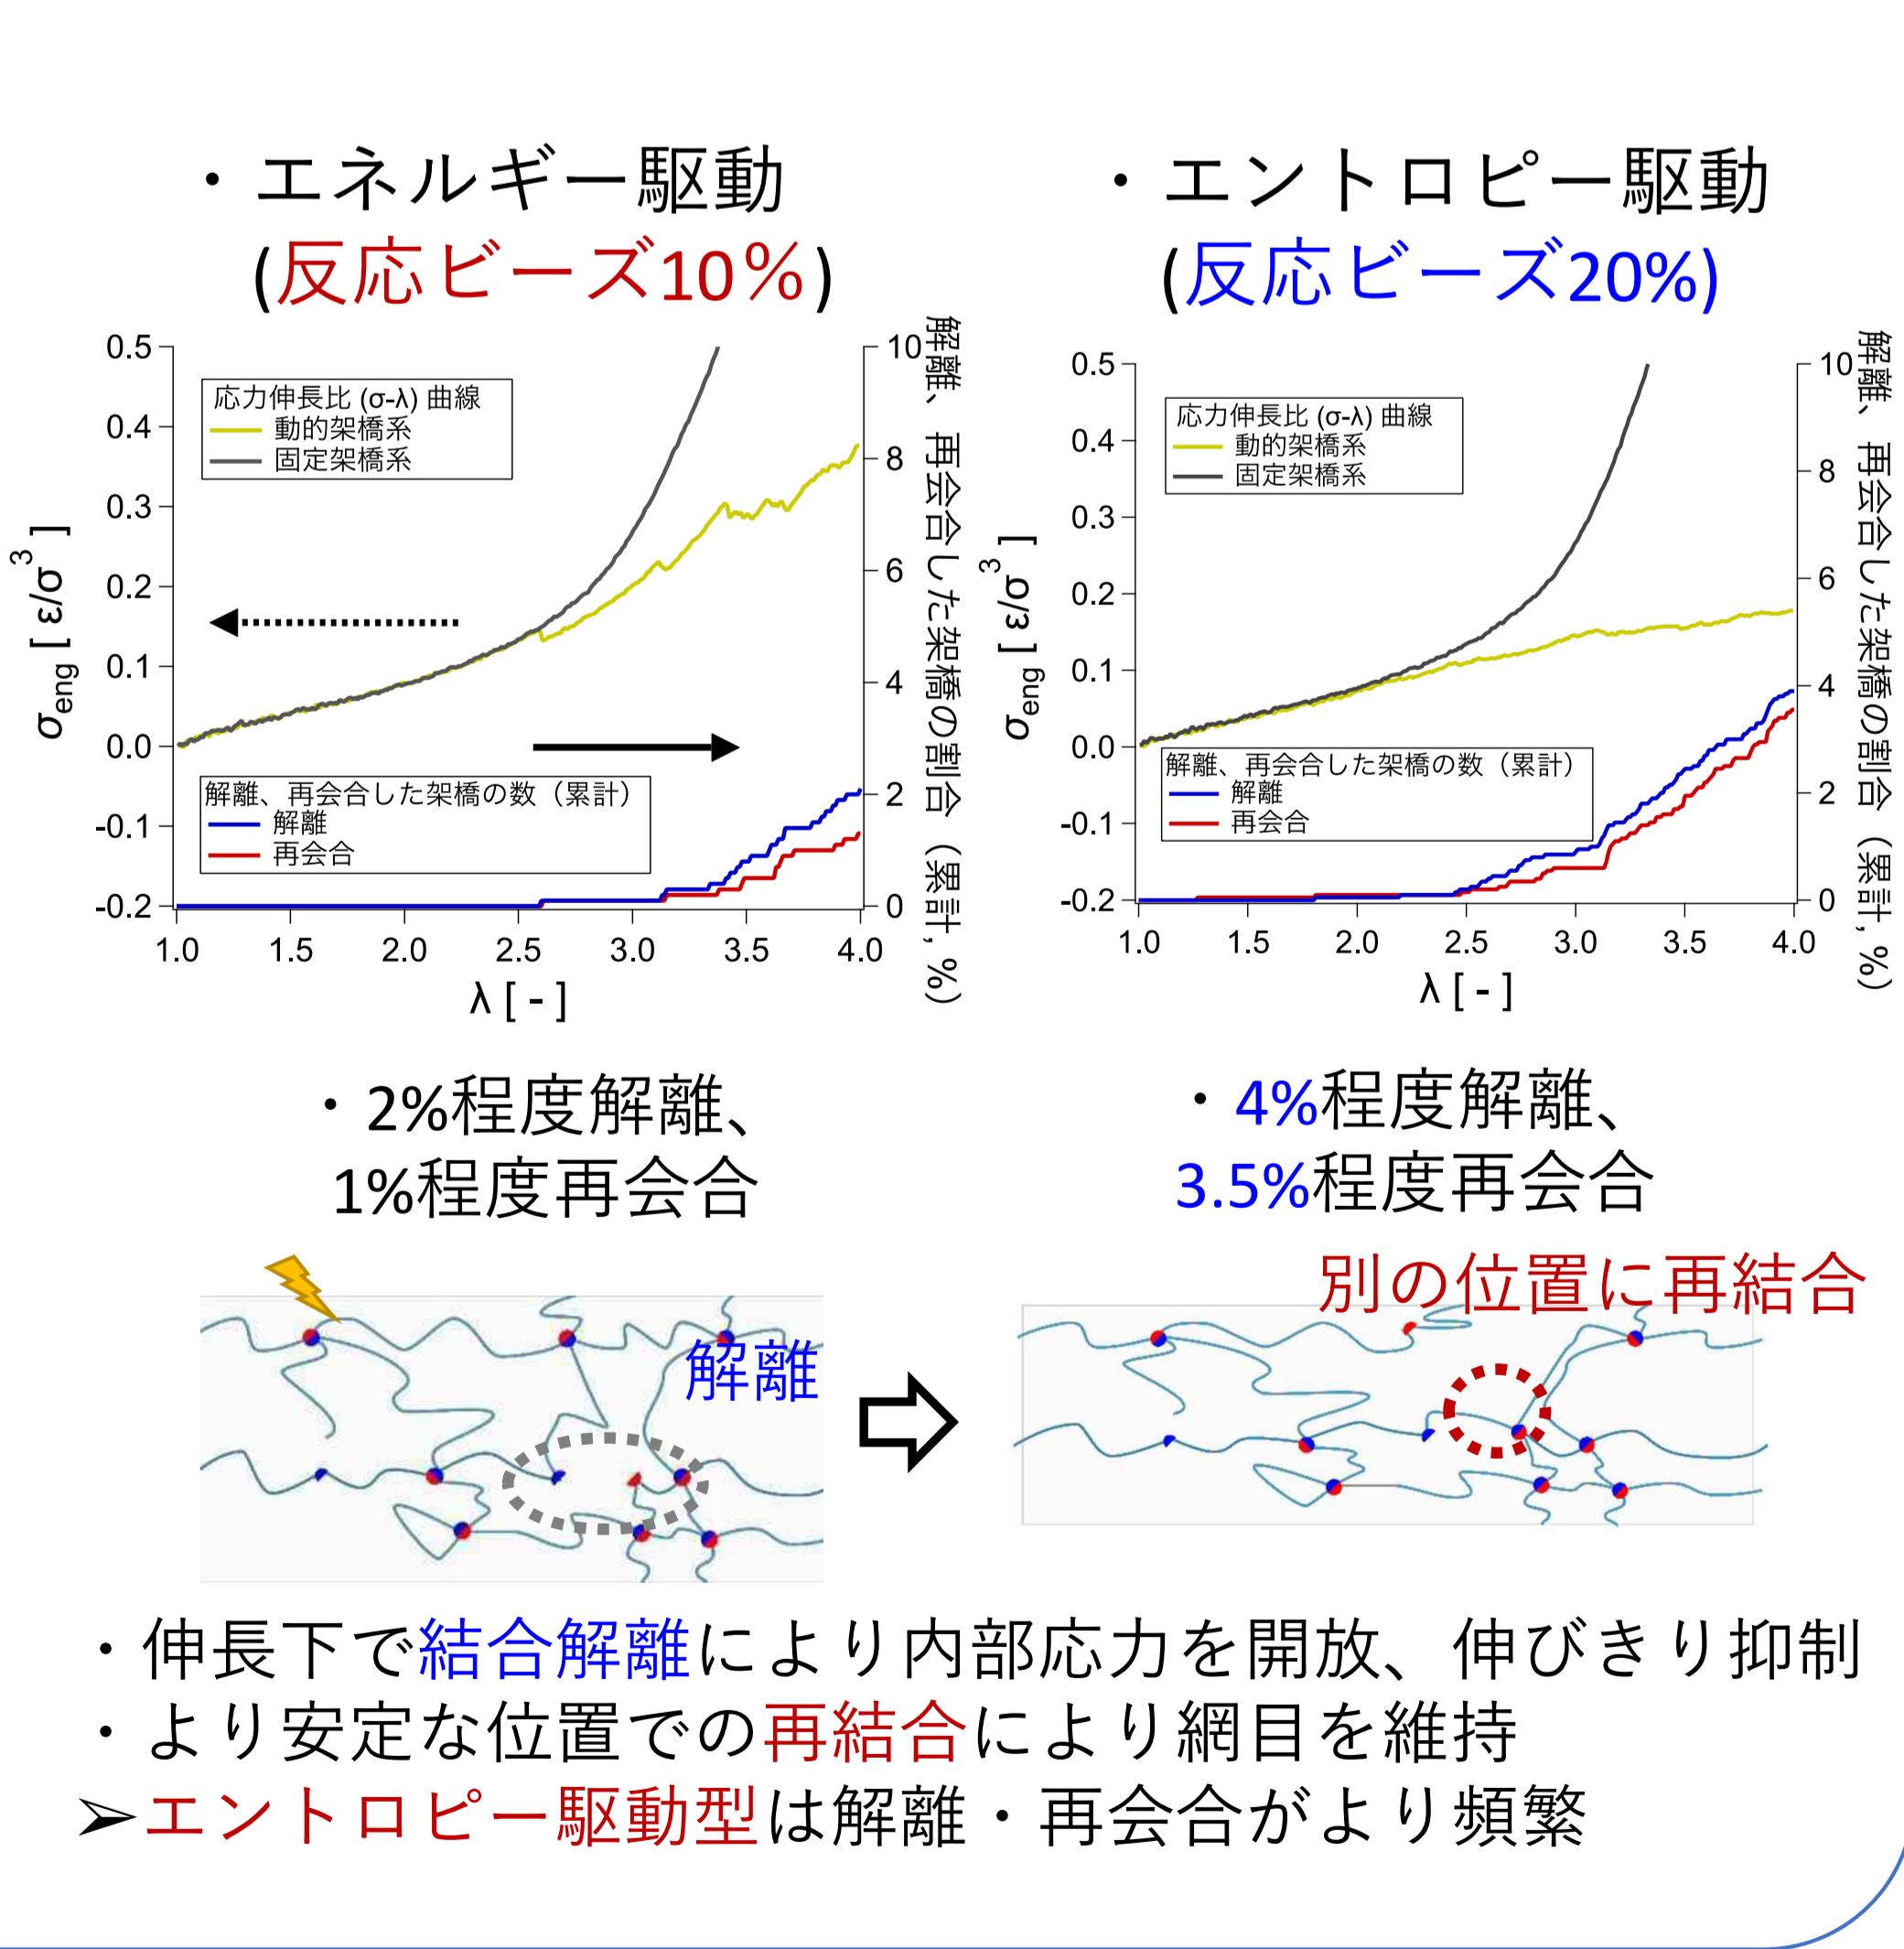 ・エネルギー駆動
(反応ビーズ10％)
0.5
0.4
0.3
0.2
0.1
0.0
-0.1
-0.2
σeng [ ε/σ³ ]
応力伸長比 (σ-λ) 曲線
動的架橋系
固定架橋系
解離、再会合した架橋の数（累計）
解離
再会合
10
8
6
4
2
0
解離、再会合した架橋の割合（累計, %）
1.0 1.5 2.0 2.5 3.0 3.5 4.0
λ [ - ]
・2%程度解離、
1%程度再会合
・エントロピー駆動
(反応ビーズ20%)
0.5
0.4
0.3
0.2
0.1
0.0
-0.1
-0.2
σeng [ ε/σ³ ]
応力伸長比 (σ-λ) 曲線
動的架橋系
固定架橋系
解離、再会合した架橋の数（累計）
解離
再会合
10
8
6
4
2
0
解離、再会合した架橋の割合（累計, %）
1.0 1.5 2.0 2.5 3.0 3.5 4.0
λ [ - ]
・4%程度解離、
3.5%程度再会合
解離
別の位置に再結合
・伸長下で結合解離により内部応力を開放、伸びきり抑制
・より安定な位置での再結合により網目を維持
➢エントロピー駆動型は解離・再会合がより頻繁